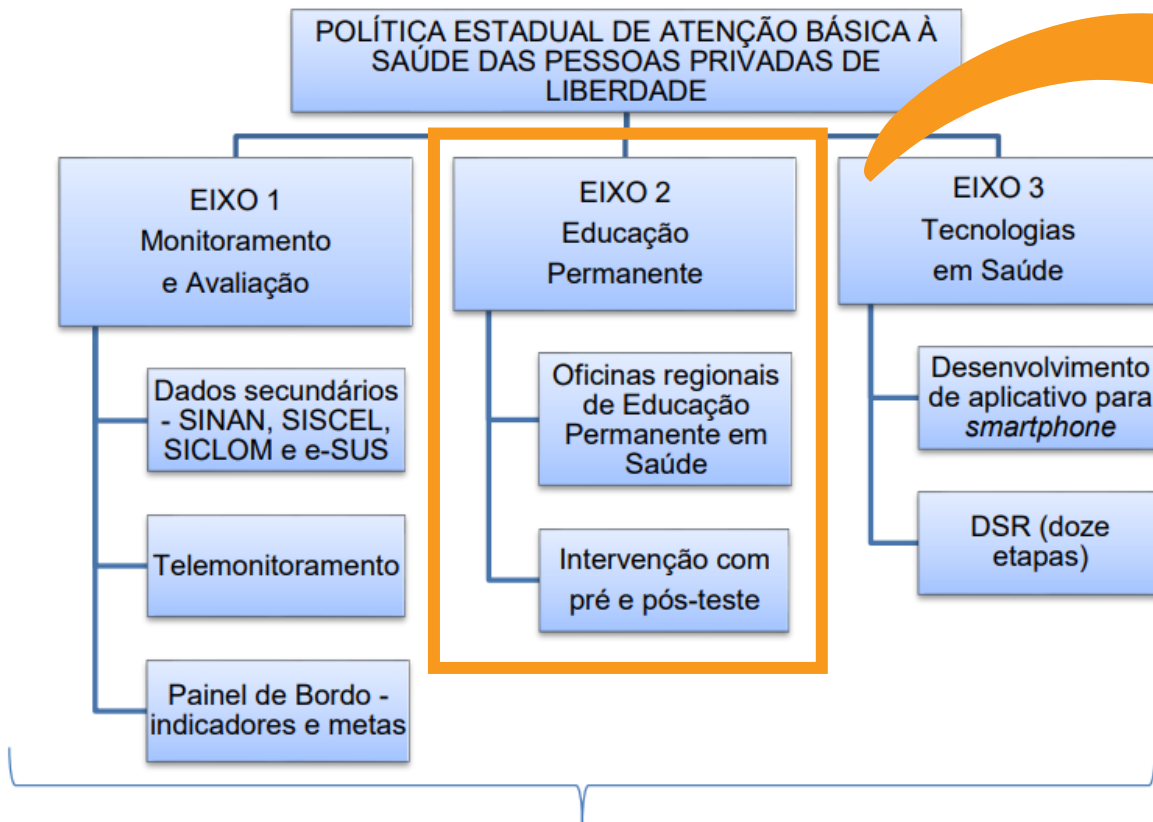 POLÍTICA ESTADUAL DE ATENÇÃO BÁSICA À
SAÚDE DAS PESSOAS PRIVADAS DE
LIBERDADE
EIXO 1
Monitoramento
e Avaliação
Dados secundários
- SINAN, SISCEL,
SICLOM e e-SUS
Telemonitoramento
Painel de Bordo -
indicadores e metas
EIXO 2
Educação
Permanente
Oficinas regionais
de Educação
Permanente em
Saúde
Intervenção com
pré e pós-teste
EIXO 3
Tecnologias
em Saúde
Desenvolvimento
de aplicativo para
smartphone
DSR (doze
etapas)